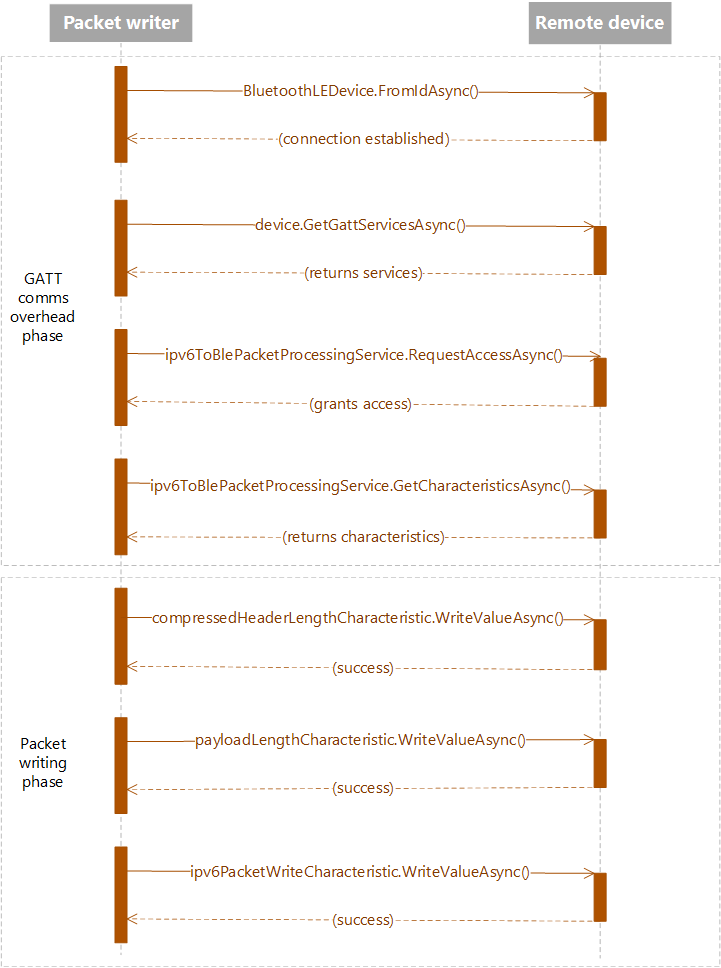 Packet writer
Remote device
BluetoothLEDevice.FromIdAsync()
(connection established)
device.GetGattServicesAsync()
(returns services)
GATT
comms
overhead
phase
ipv6ToBlePacketProcessingService.RequestAccessAsync()
(grants access)
ipv6ToBlePacketProcessingService.GetCharacteristicsAsync()
(returns characteristics)
compressedHeaderLengthCharacteristic.WriteValueAsync()
(success)
Packet
writing
phase
payloadLengthCharacteristic.WriteValueAsync()
(success)
ipv6PacketWriteCharacteristic.WriteValueAsync()
(success)